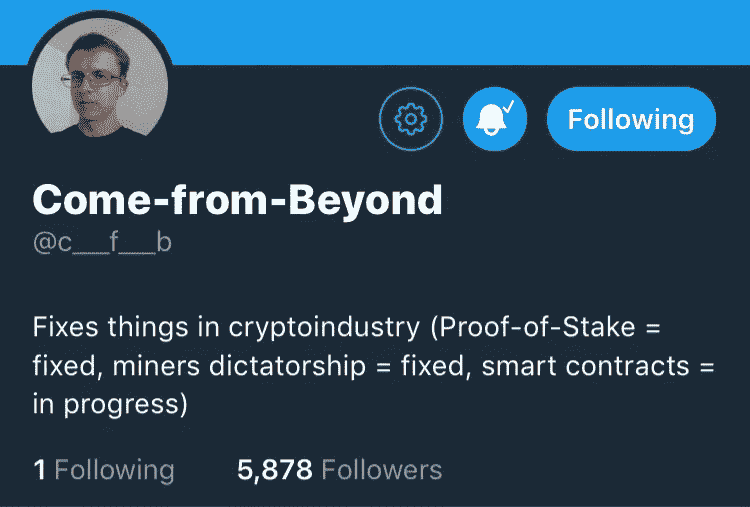 Following
Come-from-Beyond
@c___f___b
Fixes things in cryptoindustry (Proof-of-Stake =
fixed, miners dictatorship = fixed, smart contracts =
in progress)
1 Following 5,878 Followers